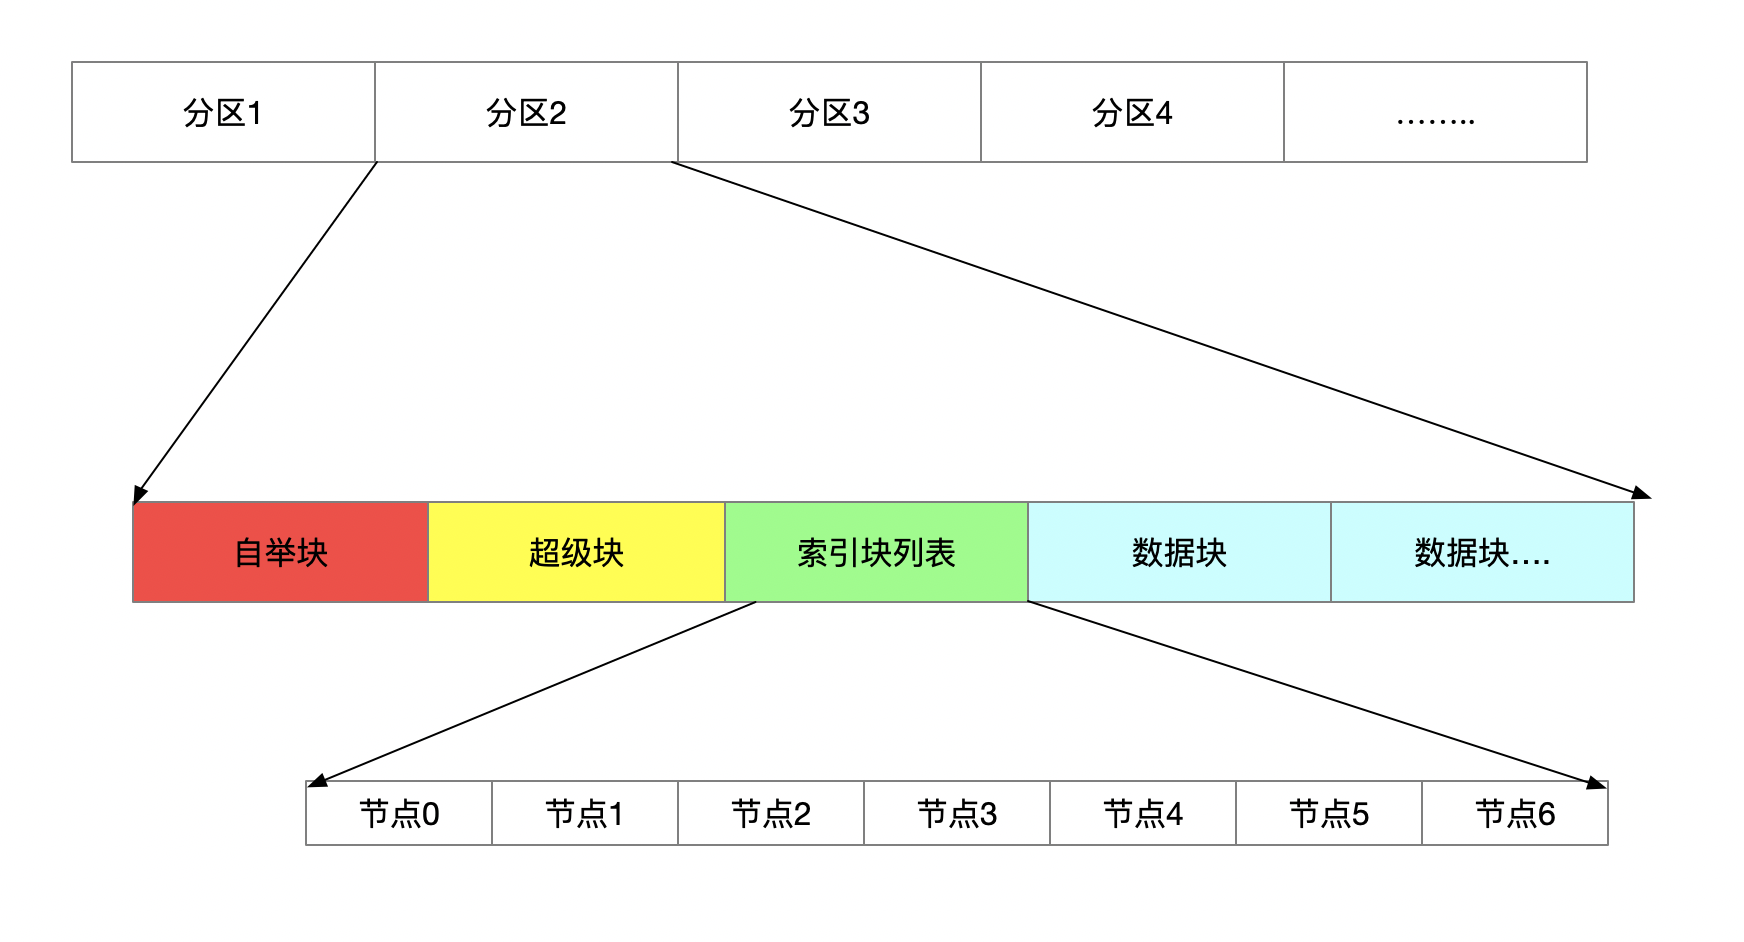 分区1 分区2 分区3 分区4 ……..
自举块 超级块 索引块列表 数据块 数据块….
节点0 节点1 节点2 节点3 节点4 节点5 节点6